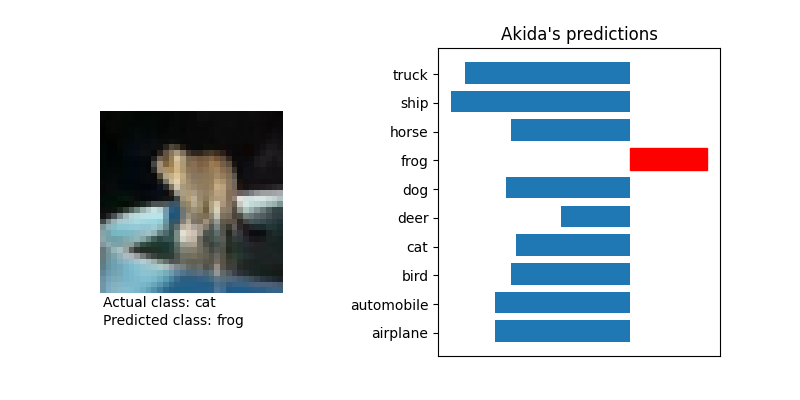 Akida's predictions
truck
ship
horse
frog
dog
deer
cat
bird
automobile
airplane
Actual class: cat
Predicted class: frog